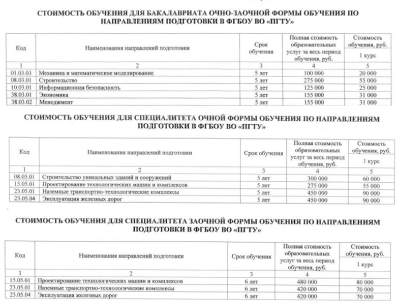 СТОИМОСТЬ ОБУЧЕНИЯ ДЛЯ БАКАЛАВРИАТА ОЧНО-ЗАОЧНОЙ ФОРМЫ ОБУЧЕНИЯ ПО
НАПРАВЛЕНИЯМ ПОДГОТОВКИ В ФГБОУ ВО «ПГТУ»
Код Наименования направлений подготовки Срок обучения Полная стоимость образовательных услуг за весь период обучения, руб. Стоимость обучения, руб. 1 курс
1 2 3 4 5
01.03.03 Механика и математическое моделирование 5 лет 100 000 20 000
08.03.01 Строительство 5 лет 275 000 55 000
10.03.01 Информационная безопасность 5 лет 125 000 25 000
38.03.01 Экономика 5 лет 155 000 31 000
38.03.02 Менеджмент 5 лет 155 000 31 000
СТОИМОСТЬ ОБУЧЕНИЯ ДЛЯ СПЕЦИАЛИТЕТА ОЧНОЙ ФОРМЫ ОБУЧЕНИЯ ПО НАПРАВЛЕНИЯМ
ПОДГОТОВКИ В ФГБОУ ВО «ПГТУ»
Код Наименования направлений подготовки Срок обучения Полная стоимость образовательных услуг за весь период обучения, руб. Стоимость обучения, руб. 1 курс
1 2 3 4 5
08.05.01 Строительство уникальных зданий и сооружений 5 лет 300 000 60 000
15.05.01 Проектирование технологических машин и комплексов 5 лет 275 000 55 000
23.05.01 Наземные транспортно-технологические комплексы 5 лет 450 000 90 000
23.05.04 Эксплуатация железных дорог 5 лет 450 000 90 000
СТОИМОСТЬ ОБУЧЕНИЯ ДЛЯ СПЕЦИАЛИТЕТА ЗАОЧНОЙ ФОРМЫ ОБУЧЕНИЯ ПО НАПРАВЛЕНИЯМ
ПОДГОТОВКИ В ФГБОУ ВО «ПГТУ»
Код Наименования направлений подготовки Срок обучения Полная стоимость образовательных услуг за весь период обучения, руб. Стоимость обучения, руб. 1 курс
1 2 3 4 5
15.05.01 Проектирование технологических машин и комплексов 6 лет 480 000 80 000
23.05.01 Наземные транспортно-технологические комплексы 6 лет 420 000 70 000
23.05.04 Эксплуатация железных дорог 6 лет 420 000 70 000